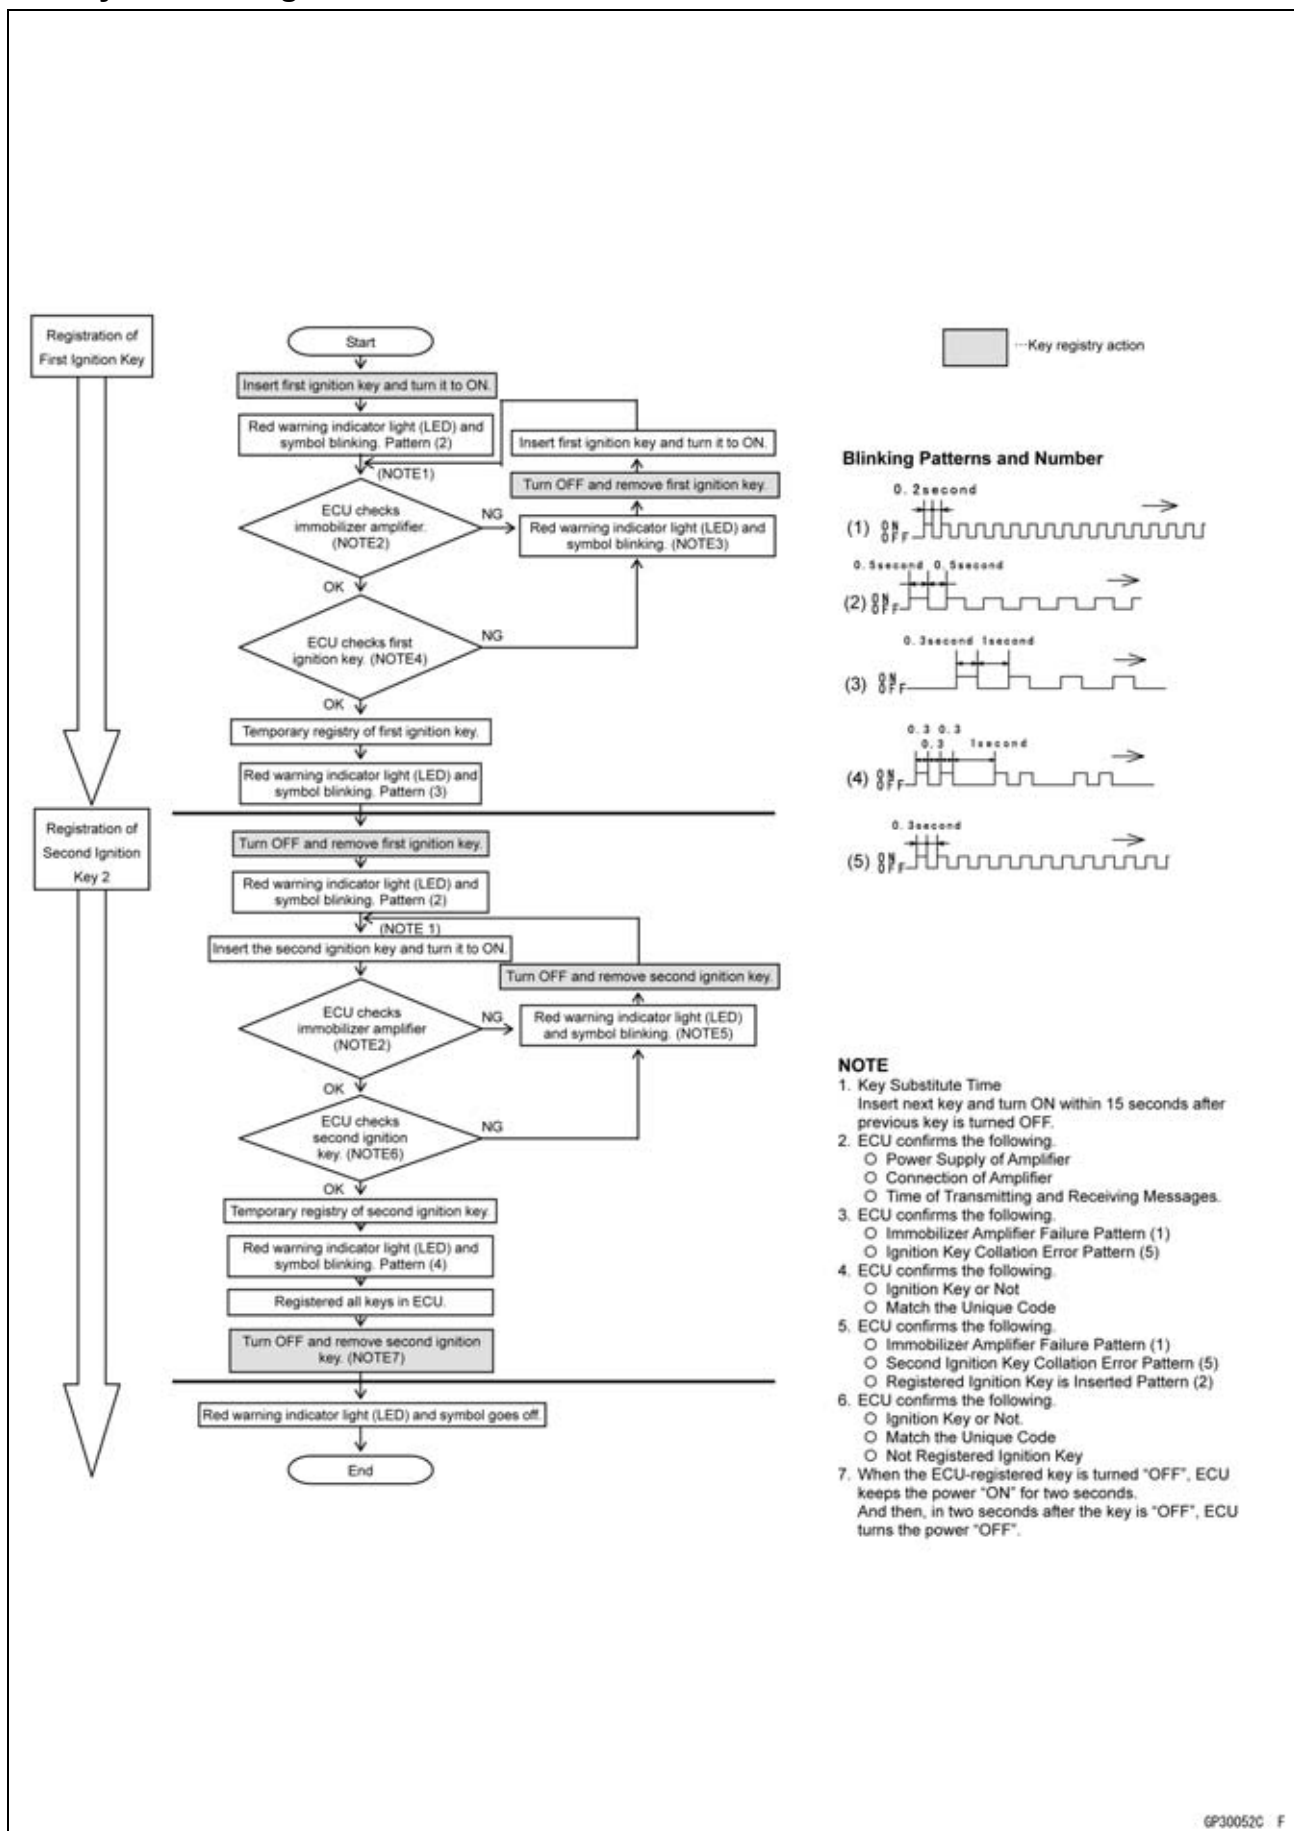 Registration of
First Ignition Key
Start
Insert first ignition key and turn it to ON.
Red warning indicator light (LED) and
symbol blinking. Pattern (2)
(NOTE1)
ECU checks
immobilizer amplifier.
(NOTE2)
NG
Insert first ignition key and turn it to ON.
Turn OFF and remove first ignition key.
Red warning indicator light (LED) and
symbol blinking. (NOTE3)
OK
ECU checks first
ignition key. (NOTE4)
NG
OK
Temporary registry of first ignition key.
Red warning indicator light (LED) and
symbol blinking. Pattern (3)
Registration of
Second Ignition
Key 2
Turn OFF and remove first ignition key.
Red warning indicator light (LED) and
symbol blinking. Pattern (2)
(NOTE 1)
Insert the second ignition key and turn it to ON.
Turn OFF and remove second ignition key.
ECU checks
immobilizer amplifier
(NOTE2)
NG
Red warning indicator light (LED)
and symbol blinking. (NOTE5)
OK
ECU checks
second ignition
key. (NOTE6)
NG
OK
Temporary registry of second ignition key.
Red warning indicator light (LED) and
symbol blinking. Pattern (4)
Registered all keys in ECU.
Turn OFF and remove second ignition
key. (NOTE7)
Red warning indicator light (LED) and symbol goes off.
End
···Key registry action
Blinking Patterns and Number
0.2second
(1) ON
OFF
0.5second 0.5second
(2) ON
OFF
0.3second 1second
(3) ON
OFF
0.3 0.3
0.3 1second
(4) ON
OFF
0.3second
(5) ON
OFF
NOTE
1. Key Substitute Time
Insert next key and turn ON within 15 seconds after
previous key is turned OFF.
2. ECU confirms the following.
○ Power Supply of Amplifier
○ Connection of Amplifier
○ Time of Transmitting and Receiving Messages.
3. ECU confirms the following.
○ Immobilizer Amplifier Failure Pattern (1)
○ Ignition Key Collation Error Pattern (5)
4. ECU confirms the following.
○ Ignition Key or Not
○ Match the Unique Code
5. ECU confirms the following.
○ Immobilizer Amplifier Failure Pattern (1)
○ Second Ignition Key Collation Error Pattern (5)
○ Registered Ignition Key is Inserted Pattern (2)
6. ECU confirms the following.
○ Ignition Key or Not.
○ Match the Unique Code
○ Not Registered Ignition Key
7. When the ECU-registered key is turned “OFF”, ECU
keeps the power “ON” for two seconds.
And then, in two seconds after the key is “OFF”, ECU
turns the power “OFF”.
GP30052C F